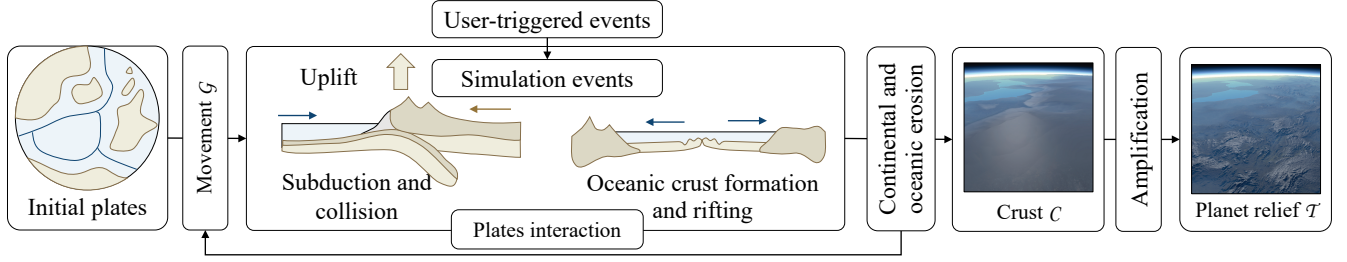 User-triggered events
Simulation events
Uplift
Initial plates
Movement 𝒢
Subduction and
collision
Oceanic crust formation
and rifting
Plates interaction
Continental and
oceanic erosion
Crust 𝒞
Amplification
Planet relief 𝒯